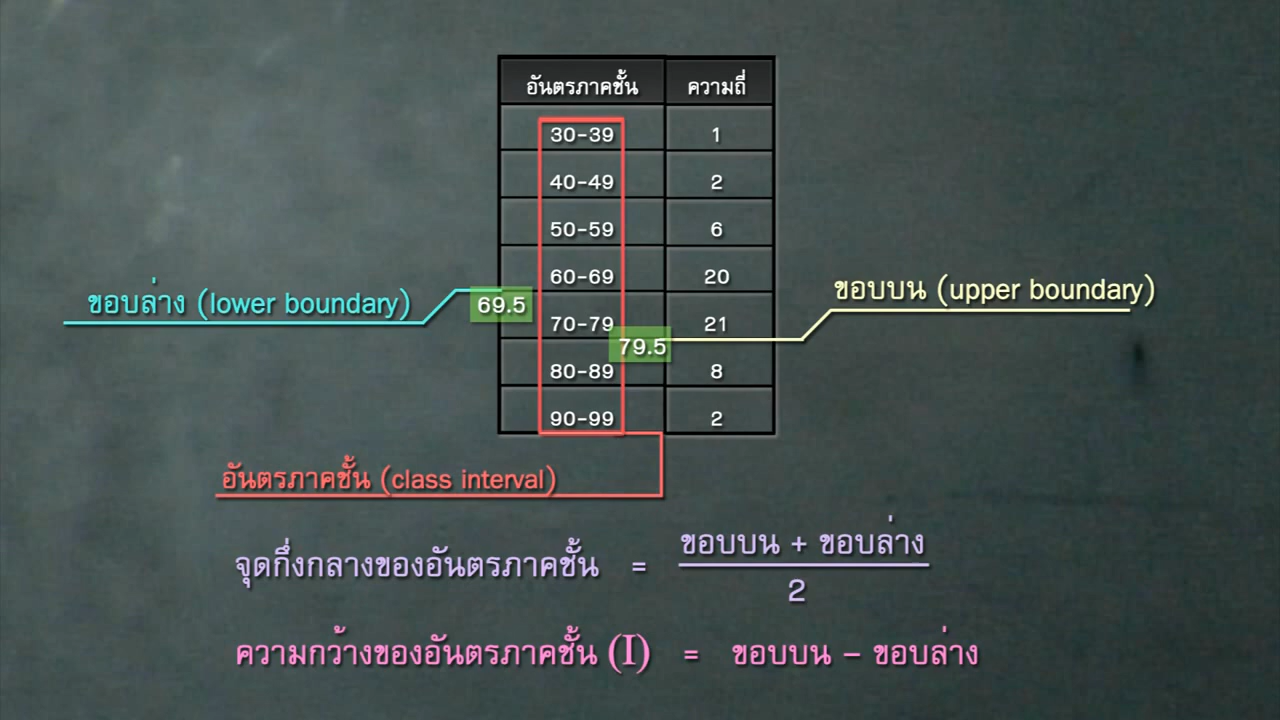 อันตรภาคชั้น ความถี่
30-39 1
40-49 2
50-59 6
60-69 20
ขอบล่าง (lower boundary) 69.5 ขอบบน (upper boundary)
70-79 21
79.5
80-89 8
90-99 2
อันตรภาคชั้น (class interval)
จุดกึ่งกลางของอันตรภาคชั้น = ขอบบน + ขอบล่าง
2
ความกว้างของอันตรภาคชั้น (I) = ขอบบน – ขอบล่าง